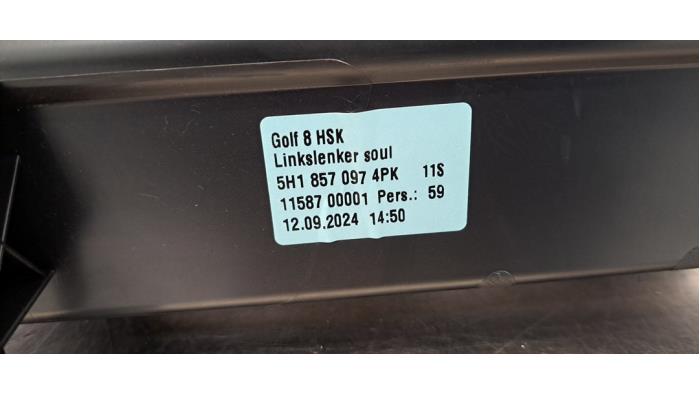 Golf 8 HSK
Linkslenker soul
5H1 857 097 4PK 11S
11587 00001 Pers.: 59
12.09.2024 14:50